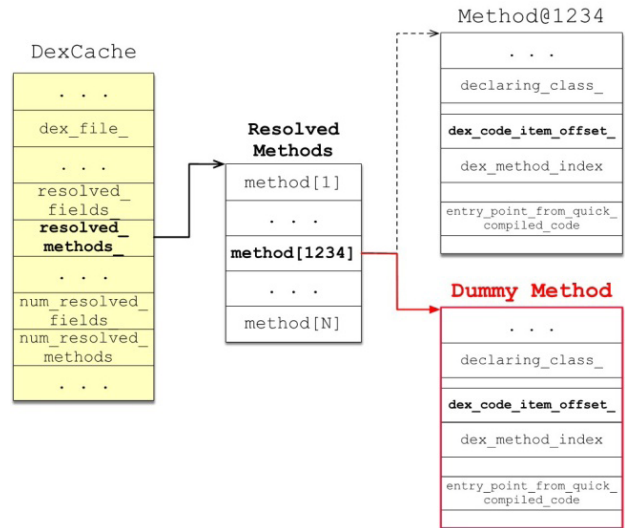 DexCache
. . .
dex_file_
. . .
resolved_
fields_
resolved_
methods_
. . .
num_resolved_
fields_
num_resolved_
methods
. . .
Resolved
Methods
method[1]
. . .
method[1234]
. . .
method[N]
Method@1234
. . .
declaring_class_
dex_code_item_offset_
dex_method_index
entry_point_from_quick_
compiled_code
Dummy Method
. . .
declaring_class_
dex_code_item_offset_
dex_method_index
entry_point_from_quick_
compiled_code